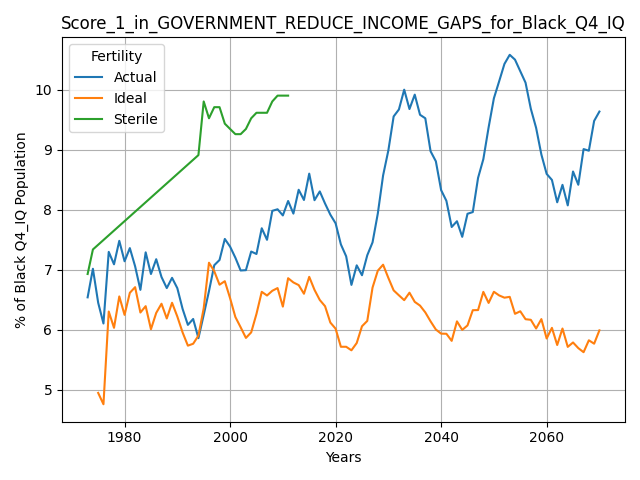 Score_1_in_GOVERNMENT_REDUCE_INCOME_GAPS_for_Black_Q4_IQ
Fertility
Actual
Ideal
Sterile
% of Black Q4_IQ Population
10
9
8
7
6
5
1980 2000 2020 2040 2060
Years